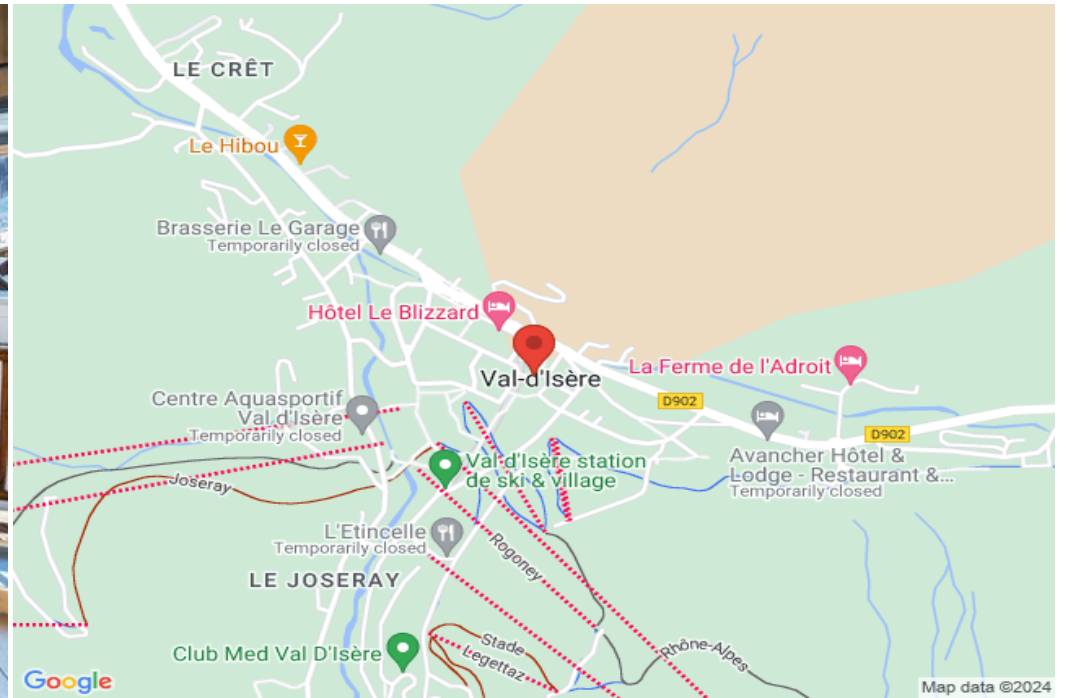 LE CRÊT
Le Hibou
Brasserie Le Garage
Temporarily closed
Hôtel Le Blizzard
La Ferme de l'Adroit
Val-d'Isère
D902
Centre Aquasportif
Val d'Isère
Temporarily closed
D902
Avancher Hôtel &
Lodge - Restaurant &...
Temporarily closed
Val d'Isère station
de ski & village
Joseray
L'Etincelle
Temporarily closed
Rogoney
LE JOSERAY
Stade
Legettaz
Rhône-Alpes
Club Med Val D'Isère
Google
Map data ©2024